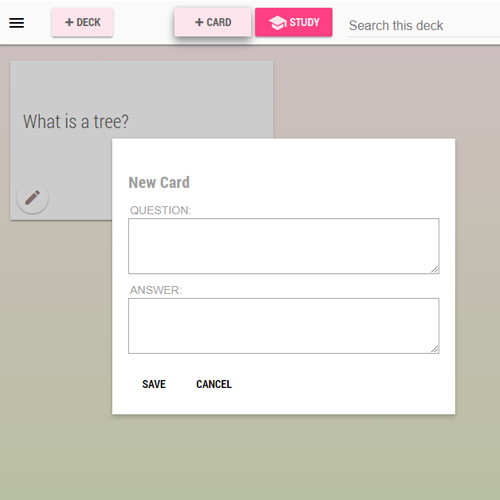 + DECK
+ CARD
STUDY
Search this deck
What is a tree?
New Card
QUESTION:
ANSWER:
SAVE
CANCEL